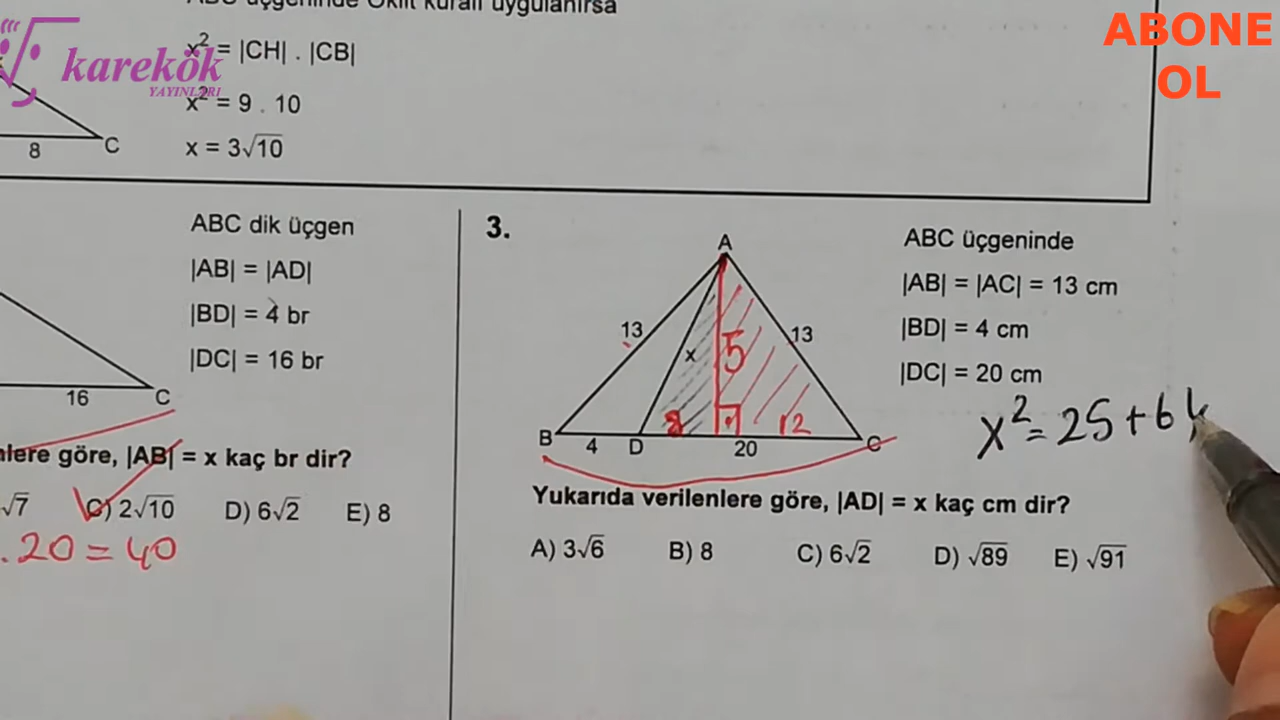 ABC üçgeninde Öklit kuralı uygulanırsa
x² = |CH| . |CB|
x² = 9 . 10
x = 3√10
karekök
YAYINLARI
ABONE
OL
8
C
ABC dik üçgen
|AB| = |AD|
|BD| = 4 br
|DC| = 16 br
16
C
göre, |AB| = x kaç br dir?
√7
C) 2√10
D) 6√2
E) 8
. 20 = 40
3.
A
13
x
5
13
8
12
B
4
D
20
C
ABC üçgeninde
|AB| = |AC| = 13 cm
|BD| = 4 cm
|DC| = 20 cm
x² = 25 + 64
Yukarıda verilenlere göre, |AD| = x kaç cm dir?
A) 3√6
B) 8
C) 6√2
D) √89
E) √91